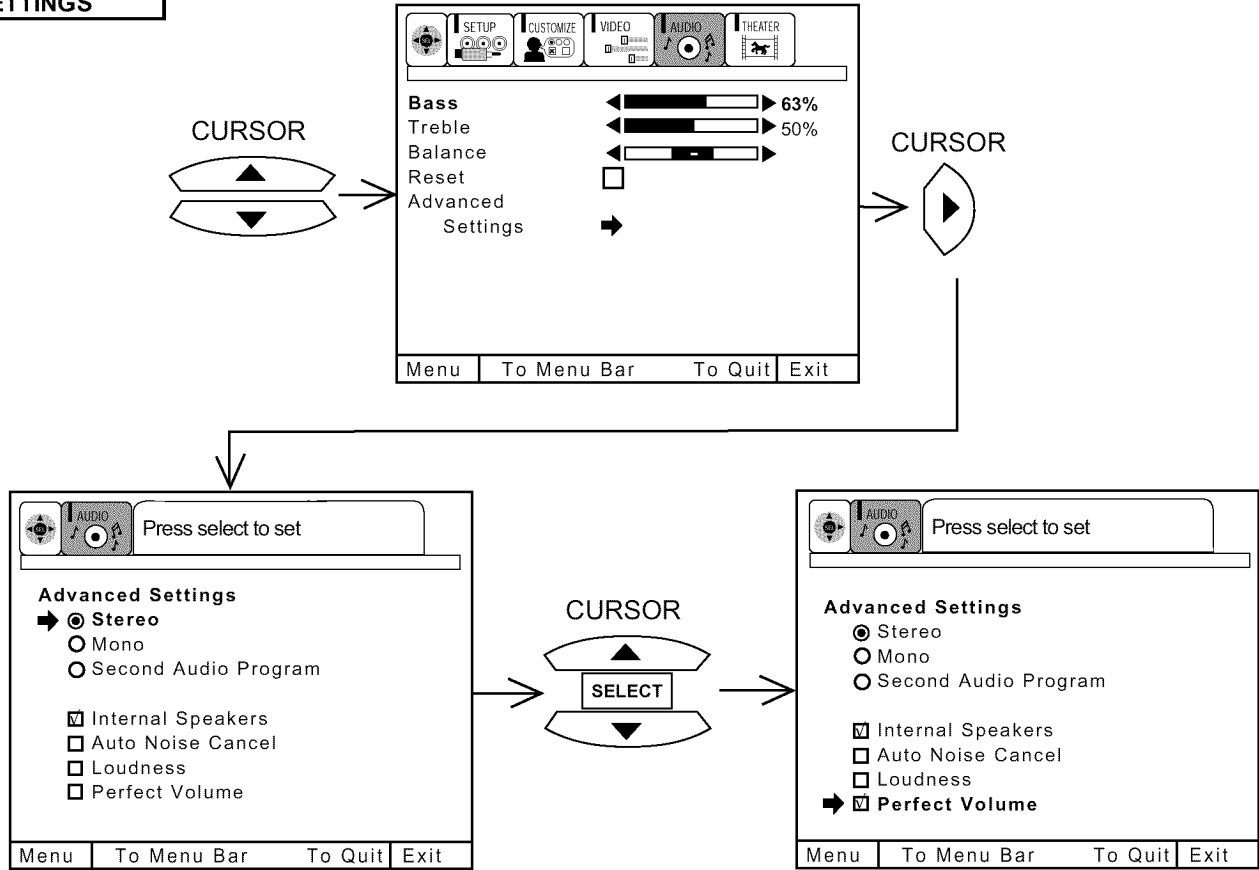 SETTINGS
SEL SETUP CUSTOMIZE VIDEO AUDIO THEATER
Bass 63%
Treble 50%
Balance
Reset
Advanced
Settings
Menu To Menu Bar To Quit Exit
CURSOR
CURSOR
SEL AUDIO Press select to set
Advanced Settings
Stereo
Mono
Second Audio Program
Internal Speakers
Auto Noise Cancel
Loudness
Perfect Volume
Menu To Menu Bar To Quit Exit
CURSOR
SELECT
SEL AUDIO Press select to set
Advanced Settings
Stereo
Mono
Second Audio Program
Internal Speakers
Auto Noise Cancel
Loudness
Perfect Volume
Menu To Menu Bar To Quit Exit